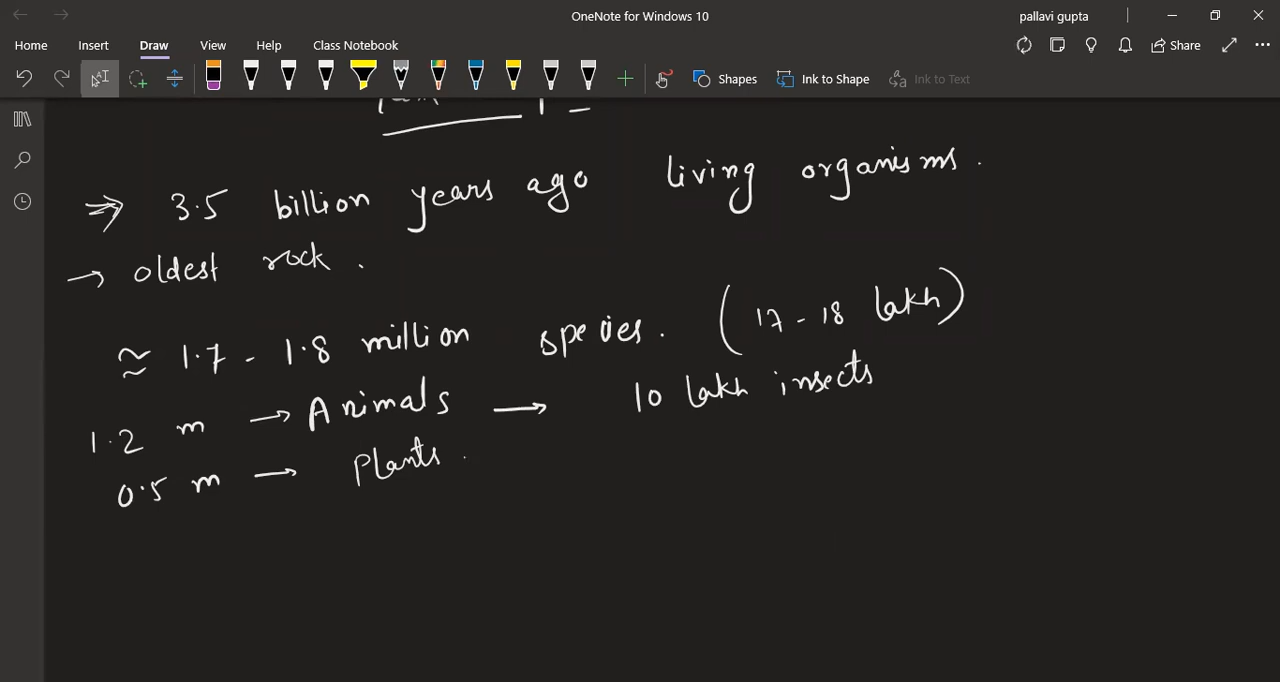 OneNote for Windows 10
pallavi gupta
Home Insert Draw View Help Class Notebook
Share
Shapes Ink to Shape Ink to Text
⇒ 3.5 billion years ago living organisms.
→ oldest rock.
≈ 1.7 - 1.8 million species. (17 - 18 lakh)
1.2 m → Animals → 10 lakh insects
0.5 m → Plants.